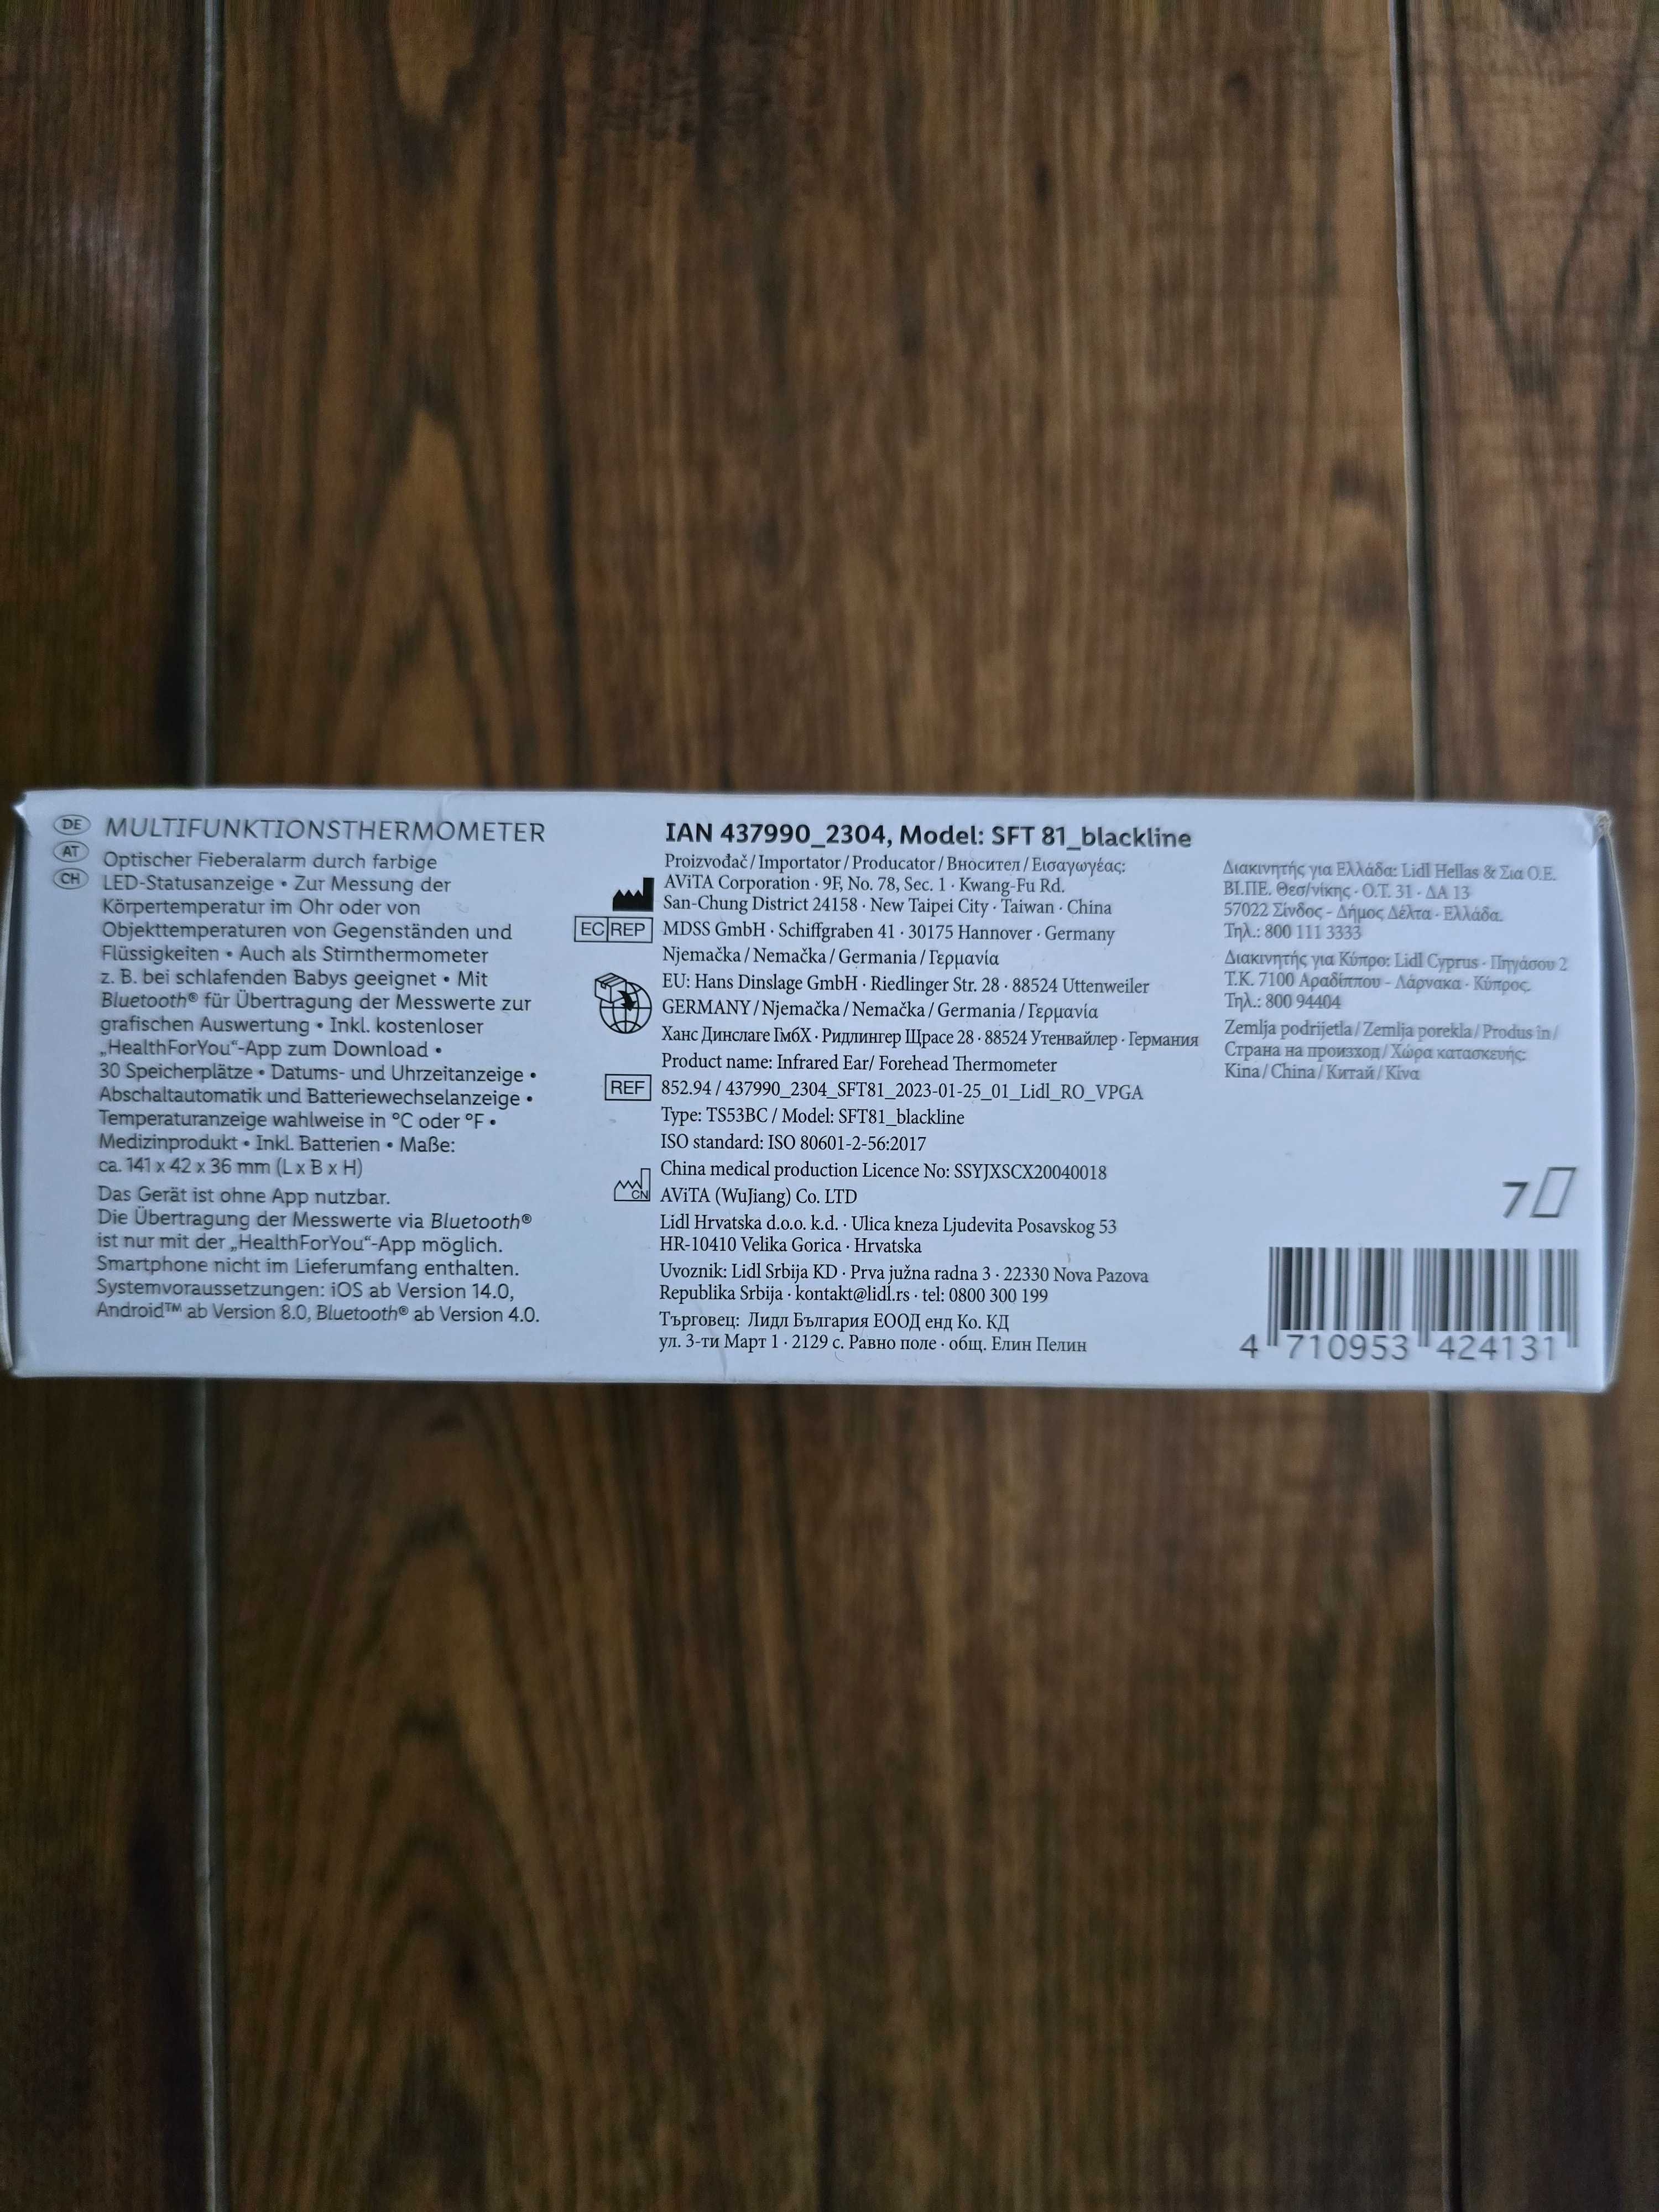 DE
AT
CH
MULTIFUNKTIONSTHERMOMETER
Optischer Fieberalarm durch farbige
LED-Statusanzeige • Zur Messung der
Körpertemperatur im Ohr oder von
Objekttemperaturen von Gegenständen und
Flüssigkeiten • Auch als Stirnthermometer
z. B. bei schlafenden Babys geeignet • Mit
Bluetooth® für Übertragung der Messwerte zur
grafischen Auswertung • Inkl. kostenloser
„HealthForYou“-App zum Download •
30 Speicherplätze • Datums- und Uhrzeitanzeige •
Abschaltautomatik und Batteriewechselanzeige •
Temperaturanzeige wahlweise in °C oder °F •
Medizinprodukt • Inkl. Batterien • Maße:
ca. 141 x 42 x 36 mm (L x B x H)
Das Gerät ist ohne App nutzbar.
Die Übertragung der Messwerte via Bluetooth®
ist nur mit der „HealthForYou“-App möglich.
Smartphone nicht im Lieferumfang enthalten.
Systemvoraussetzungen: iOS ab Version 14.0,
Android™ ab Version 8.0, Bluetooth® ab Version 4.0.
IAN 437990_2304, Model: SFT 81_blackline
Proizvođač / Importator / Producator / Вносител / Εισαγωγέας:
AViTA Corporation · 9F, No. 78, Sec. 1 · Kwang-Fu Rd.
San-Chung District 24158 · New Taipei City · Taiwan · China
EC REP MDSS GmbH · Schiffgraben 41 · 30175 Hannover · Germany
Njemačka / Nemačka / Germania / Γερμανία
EU: Hans Dinslage GmbH · Riedlinger Str. 28 · 88524 Uttenweiler
GERMANY / Njemačka / Nemačka / Germania / Γερμανία
Ханс Динслаге ГмбХ · Ридлингер Щрасе 28 · 88524 Утенвайлер · Германия
Product name: Infrared Ear/ Forehead Thermometer
REF 852.94 / 437990_2304_SFT81_2023-01-25_01_Lidl_RO_VPGA
Type: TS53BC / Model: SFT81_blackline
ISO standard: ISO 80601-2-56:2017
China medical production Licence No: SSYJXSCX20040018
CN AViTA (WuJiang) Co. LTD
Lidl Hrvatska d.o.o. k.d. · Ulica kneza Ljudevita Posavskog 53
HR-10410 Velika Gorica · Hrvatska
Uvoznik: Lidl Srbija KD · Prva južna radna 3 · 22330 Nova Pazova
Republika Srbija · kontakt@lidl.rs · tel: 0800 300 199
Търговец: Лидл България ЕООД енд Ко. КД
ул. 3-ти Март 1 · 2129 с. Равно поле · общ. Елин Пелин
Διακινητής για Ελλάδα: Lidl Hellas & Σια Ο.Ε.
ΒΙ.ΠΕ. Θεσ/νίκης · Ο.Τ. 31 · ΔΑ 13
57022 Σίνδος - Δήμος Δέλτα · Ελλάδα.
Τηλ.: 800 111 3333
Διακινητής για Κύπρο: Lidl Cyprus · Πηγάσου 2
Τ.Κ. 7100 Αραδίππου - Λάρνακα · Κύπρος.
Τηλ.: 800 94404
Zemlja podrijetla / Zemlja porekla / Produs în /
Страна на произход / Χώρα κατασκευής:
Kina / China / Китай / Κίνα
7
4 710953 424131